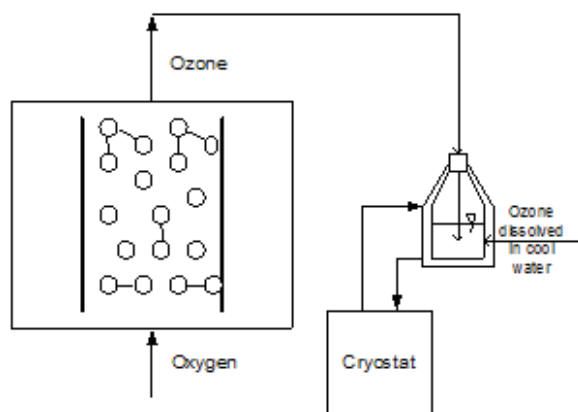 Ozone
Ozone
dissolved
in cool
water
Oxygen
Cryostat